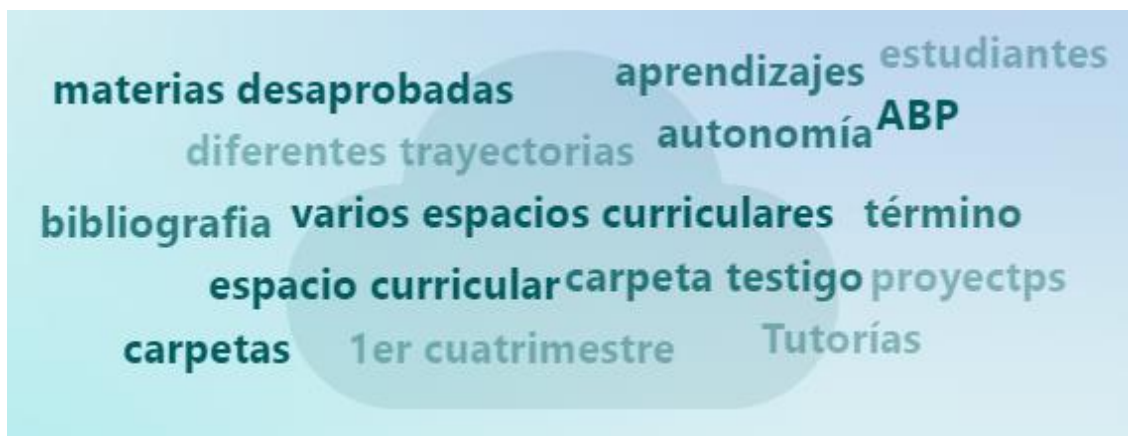 estudiantes
materias desaprobadas aprendizajes
ABP
diferentes trayectorias autonomía
bibliografia varios espacios curriculares término
espacio curricular carpeta testigo proyectps
carpetas 1er cuatrimestre Tutorías